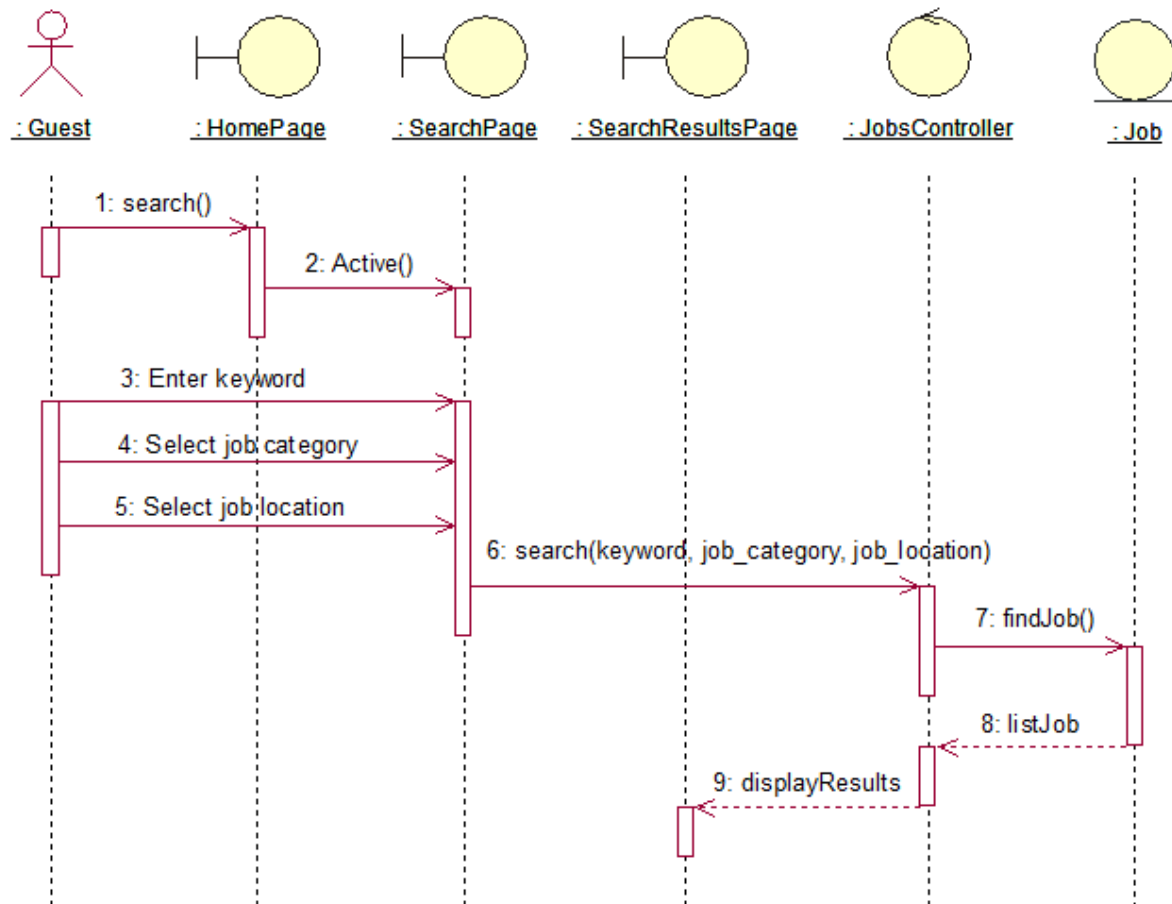 : Guest
: HomePage
: SearchPage
: SearchResultsPage
: JobsController
: Job
1: search()
2: Active()
3: Enter keyword
4: Select job category
5: Select job location
6: search(keyword, job_category, job_location)
7: findJob()
8: listJob
9: displayResults